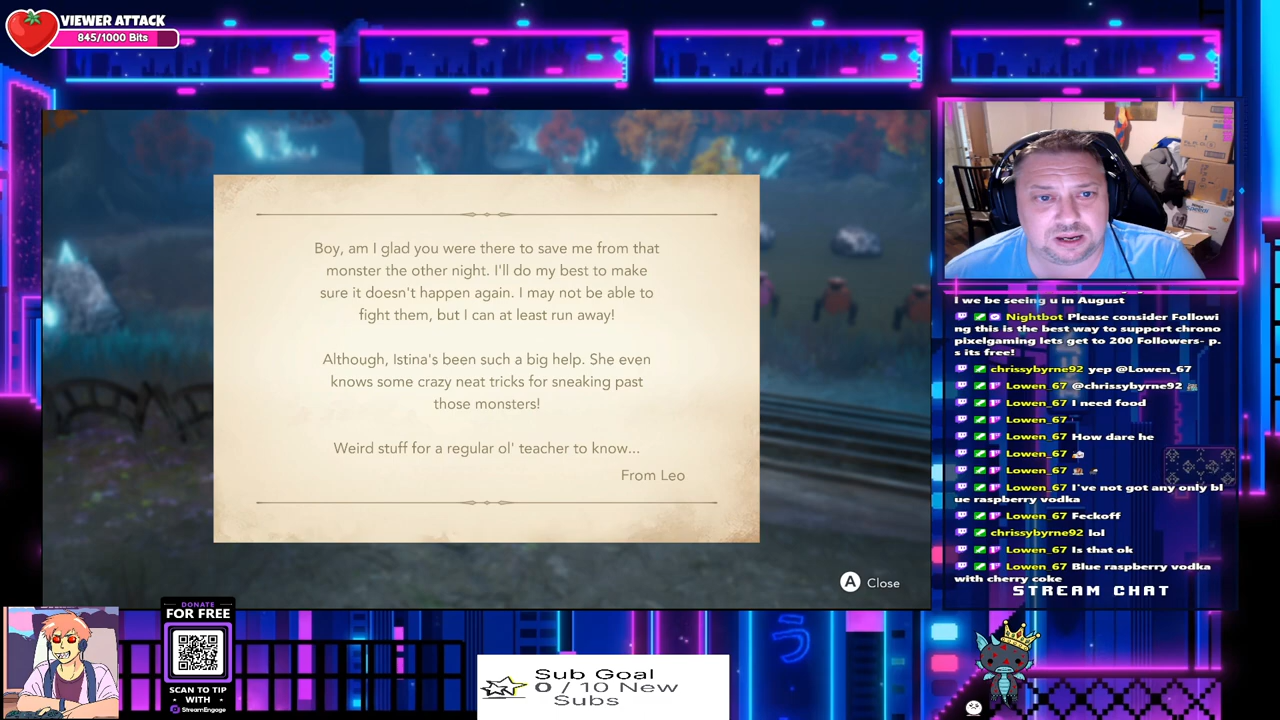 VIEWER ATTACK
845/1000 Bits
Boy, am I glad you were there to save me from that
monster the other night. I'll do my best to make
sure it doesn't happen again. I may not be able to
fight them, but I can at least run away!
Although, Istina's been such a big help. She even
knows some crazy neat tricks for sneaking past
those monsters!
Weird stuff for a regular ol' teacher to know...
From Leo
A Close
I we be seeing u in August
Nightbot Please consider Followi
ng this is the best way to support chrono
pixelgaming lets get to 200 Followers- p.
s its free!
chrissybyrne92 yep @Lowen_67
Lowen_67 @chrissybyrne92
Lowen_67 I need food
Lowen_67
Lowen_67 How dare he
Lowen_67
Lowen_67
Lowen_67 I've not got any only bl
ue raspberry vodka
Lowen_67 Feckoff
chrissybyrne92 lol
Lowen_67 Is that ok
Lowen_67 Blue raspberry vodka
with cherry coke
STREAM CHAT
DONATE
FOR FREE
SCAN TO TIP
• WITH •
StreamEngage
Sub Goal
0 / 10 New
Subs
う